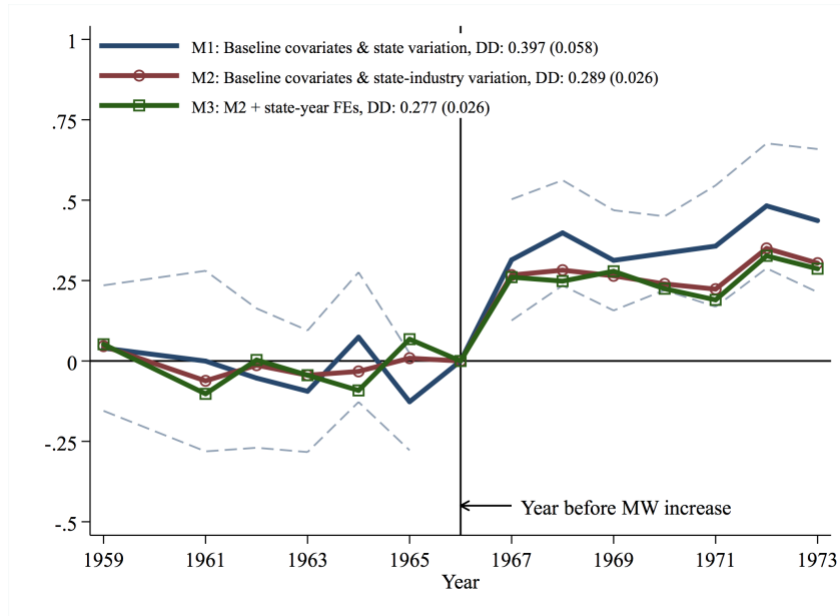 1
.75
.5
.25
0
-.25
-.5
M1: Baseline covariates & state variation, DD: 0.397 (0.058)
M2: Baseline covariates & state-industry variation, DD: 0.289 (0.026)
M3: M2 + state-year FEs, DD: 0.277 (0.026)
Year before MW increase
1959 1961 1963 1965 1967 1969 1971 1973
Year